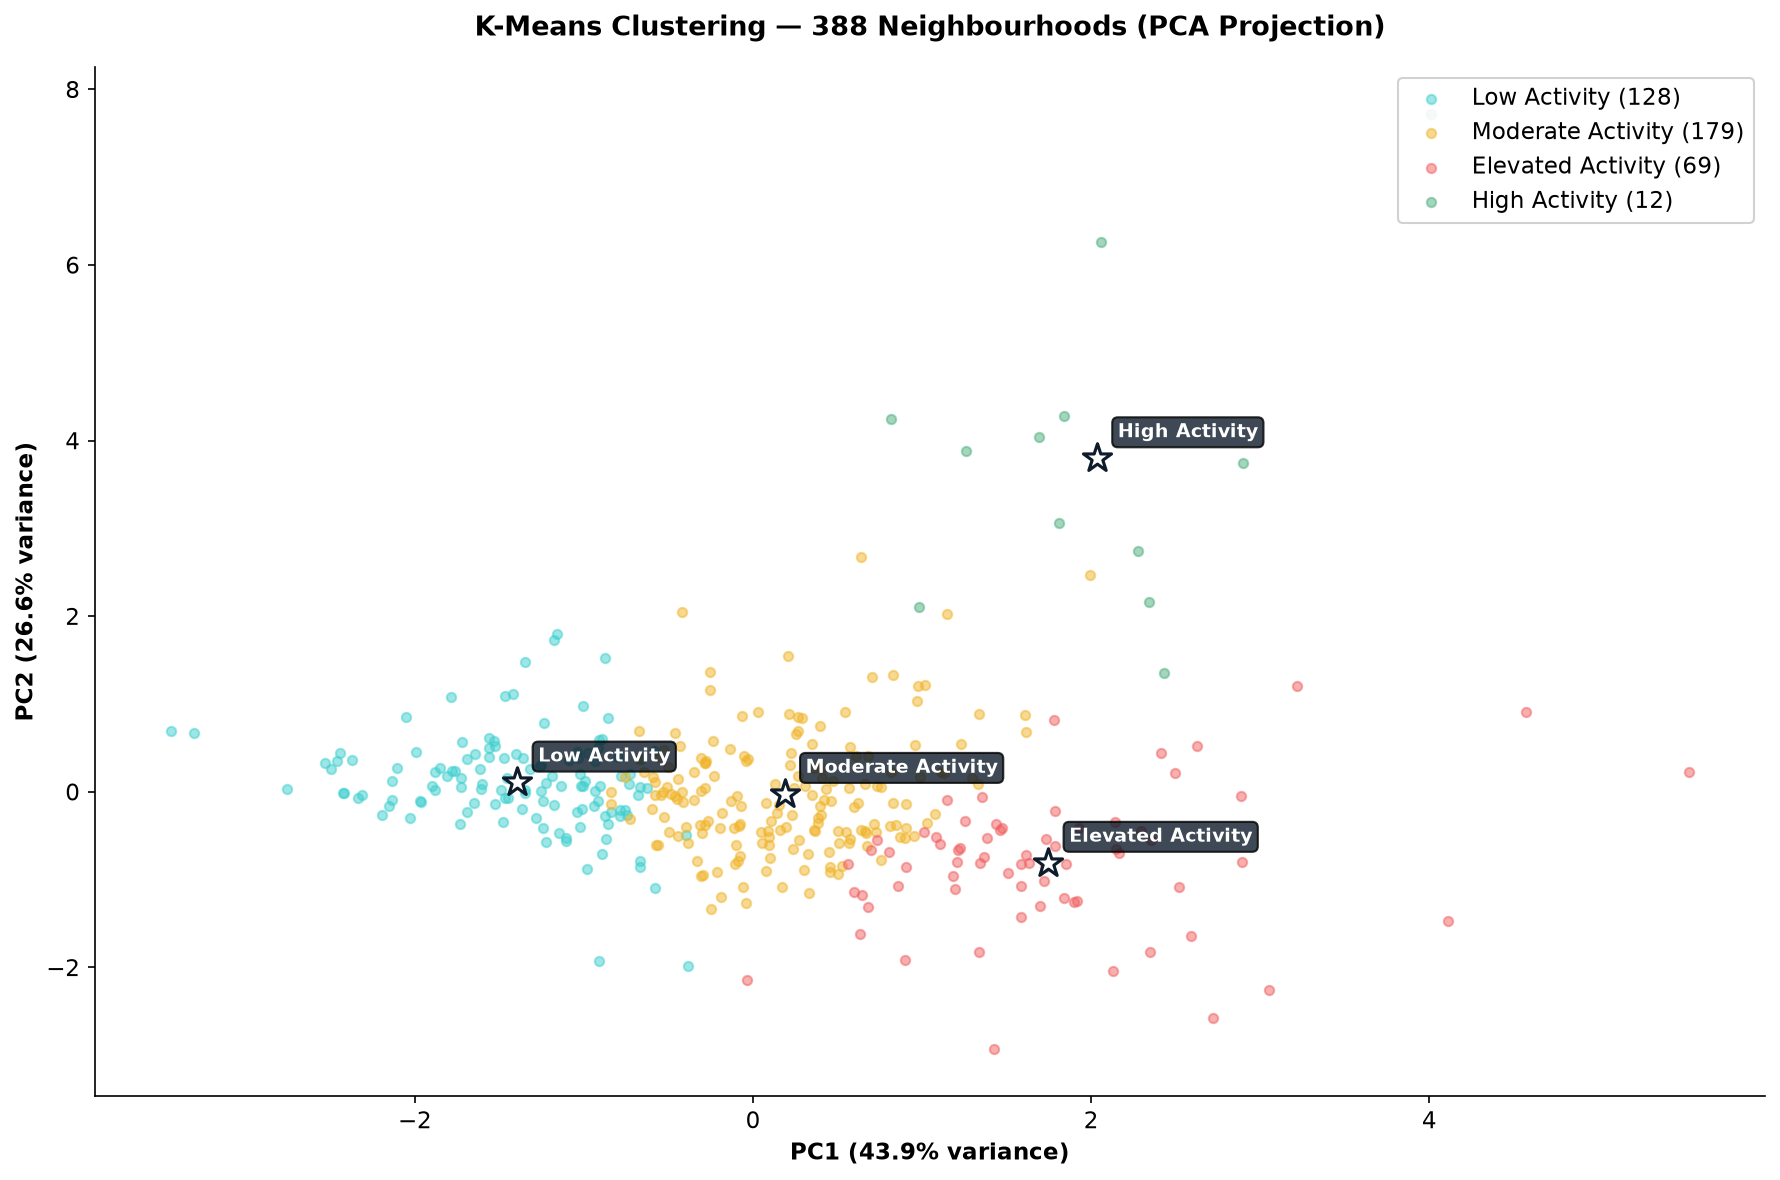 K-Means Clustering — 388 Neighbourhoods (PCA Projection)
8
6
4
2
0
−2
PC2 (26.6% variance)
Low Activity (128)
Moderate Activity (179)
Elevated Activity (69)
High Activity (12)
High Activity
Low Activity
Moderate Activity
Elevated Activity
−2
0
2
4
PC1 (43.9% variance)